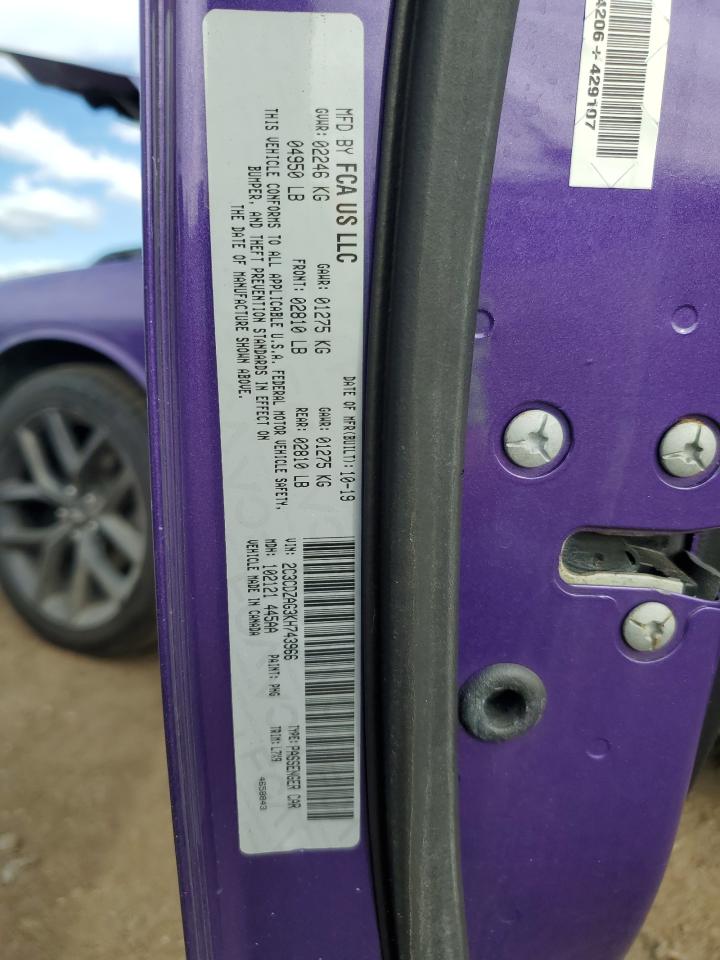 MFD BY FCA US LLC
DATE OF MFR(BUILT): 10-19
GVWR: 02246 KG
GAWR: 01275 KG
GAWR: 01275 KG
04950 LB
FRONT: 02810 LB
REAR: 02810 LB
THIS VEHICLE CONFORMS TO ALL APPLICABLE U.S.A. FEDERAL MOTOR VEHICLE SAFETY,
BUMPER, AND THEFT PREVENTION STANDARDS IN EFFECT ON
THE DATE OF MANUFACTURE SHOWN ABOVE.
VIN: 2C3CDZAG3KH743966
TYPE: PASSENGER CAR
MDH: 102121 445AA
PAINT: PHG
TRIM: L7X9
VEHICLE MADE IN CANADA
4658843
4206 + 429107